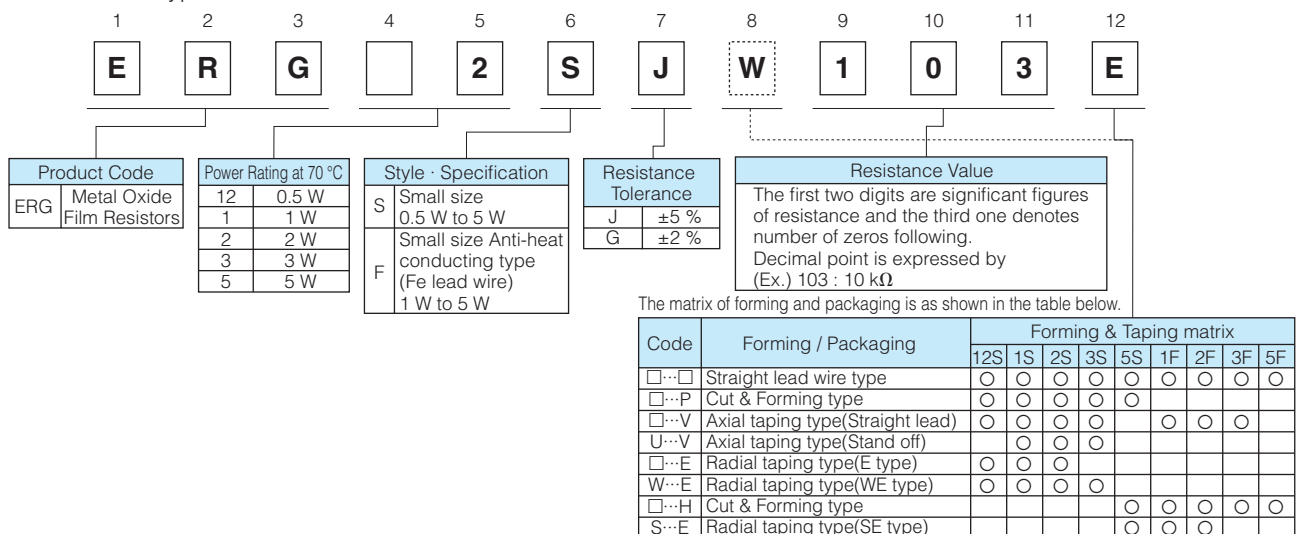 1 2 3 4 5 6 7 8 9 10 11 12
E R G 2 S J W 1 0 3 E
Product Code
ERG Metal Oxide Film Resistors
Power Rating at 70 °C
12 0.5 W
1 1 W
2 2 W
3 3 W
5 5 W
Style · Specification
S Small size
0.5 W to 5 W
F Small size Anti-heat
conducting type
(Fe lead wire)
1 W to 5 W
Resistance
Tolerance
J ±5 %
G ±2 %
Resistance Value
The first two digits are significant figures
of resistance and the third one denotes
number of zeros following.
Decimal point is expressed by
(Ex.) 103 : 10 kΩ
The matrix of forming and packaging is as shown in the table below.
Code Forming / Packaging Forming & Taping matrix
12S 1S 2S 3S 5S 1F 2F 3F 5F
□···□ Straight lead wire type ○ ○ ○ ○ ○ ○ ○ ○ ○
□···P Cut & Forming type ○ ○ ○ ○ ○
□···V Axial taping type(Straight lead) ○ ○ ○ ○ ○ ○ ○
U···V Axial taping type(Stand off) ○ ○ ○
□···E Radial taping type(E type) ○ ○ ○
W···E Radial taping type(WE type) ○ ○ ○ ○
□···H Cut & Forming type ○ ○ ○ ○ ○
S···E Radial taping type(SE type) ○ ○ ○